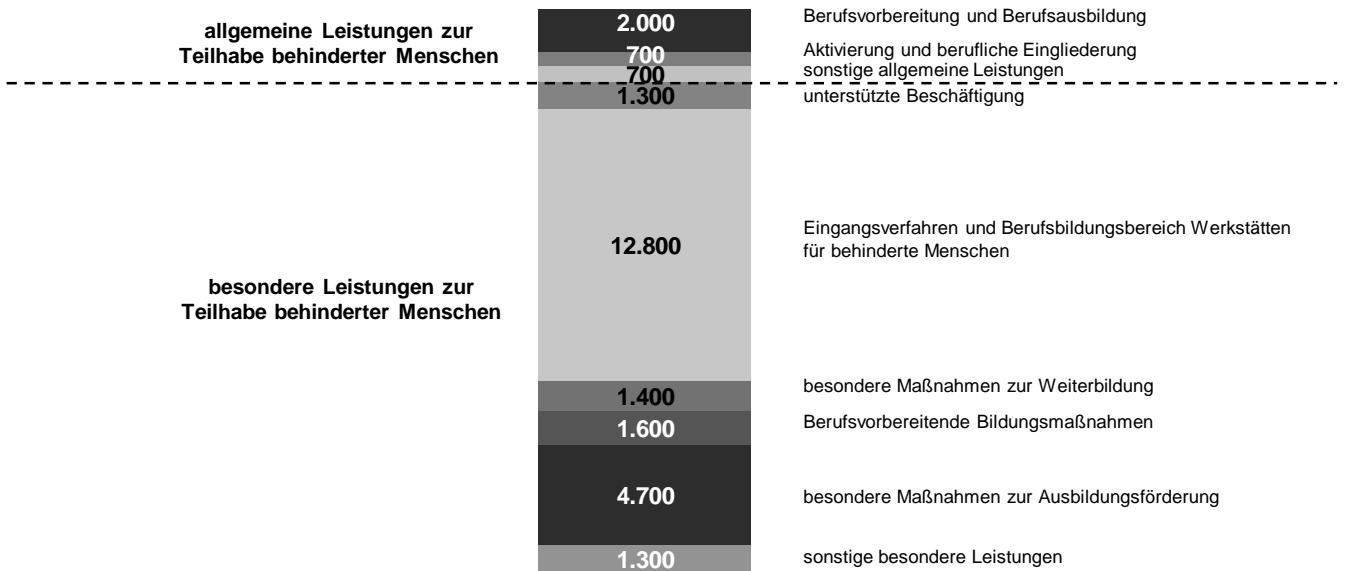 allgemeine Leistungen zur
Teilhabe behinderter Menschen
2.000
Berufsvorbereitung und Berufsausbildung
700
Aktivierung und berufliche Eingliederung
700
sonstige allgemeine Leistungen
1.300
unterstützte Beschäftigung
besondere Leistungen zur
Teilhabe behinderter Menschen
12.800
Eingangsverfahren und Berufsbildungsbereich Werkstätten
für behinderte Menschen
1.400
besondere Maßnahmen zur Weiterbildung
1.600
Berufsvorbereitende Bildungsmaßnahmen
4.700
besondere Maßnahmen zur Ausbildungsförderung
1.300
sonstige besondere Leistungen